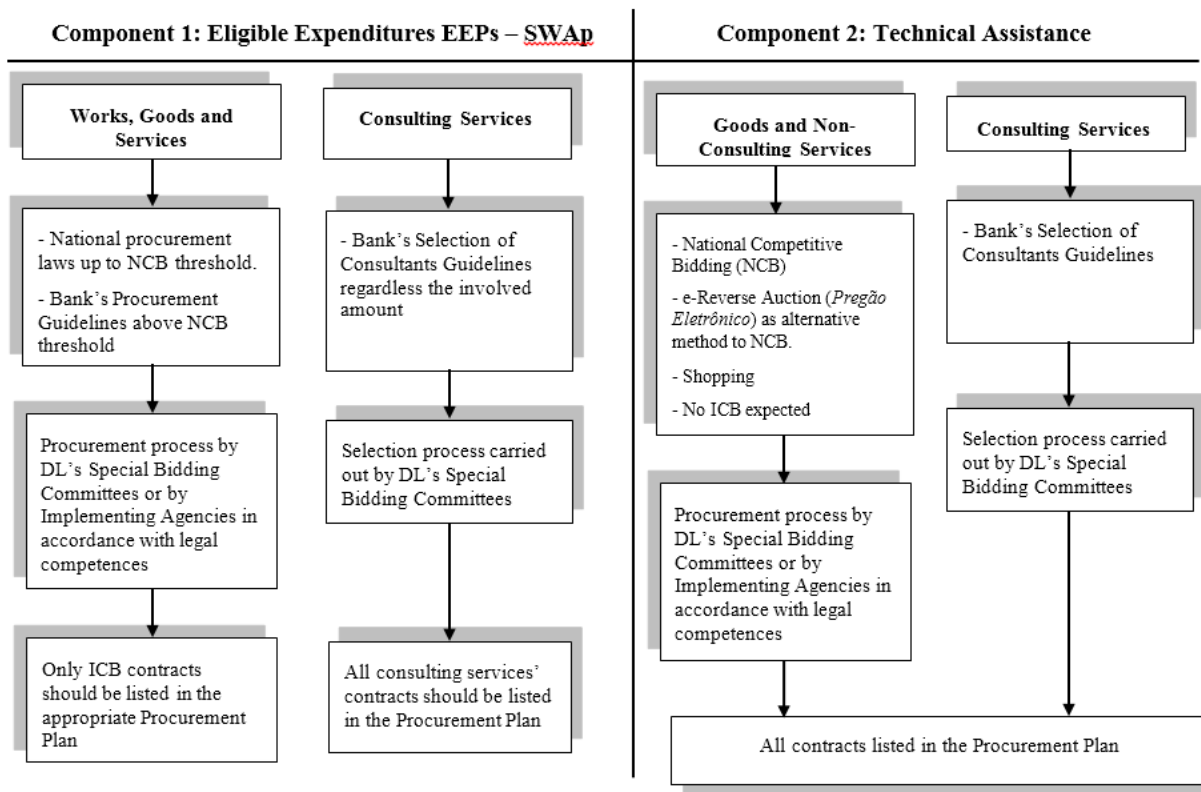 Component 1: Eligible Expenditures EEPs – SWAp
Works, Goods and
Services
- National procurement
laws up to NCB threshold.
- Bank’s Procurement
Guidelines above NCB
threshold
Procurement process by
DL’s Special Bidding
Committees or by
Implementing Agencies in
accordance with legal
competences
Only ICB contracts
should be listed in the
appropriate Procurement
Plan
Consulting Services
- Bank’s Selection of
Consultants Guidelines
regardless the involved
amount
Selection process carried
out by DL’s Special
Bidding Committees
All consulting services’
contracts should be listed
in the Procurement Plan
Component 2: Technical Assistance
Goods and Non-
Consulting Services
- National Competitive
Bidding (NCB)
- e-Reverse Auction (Pregão
Eletrônico) as alternative
method to NCB.
- Shopping
- No ICB expected
Procurement process by
DL’s Special Bidding
Committees or by
Implementing Agencies in
accordance with legal
competences
Consulting Services
- Bank’s Selection of
Consultants Guidelines
Selection process carried
out by DL’s Special
Bidding Committees
All contracts listed in the Procurement Plan